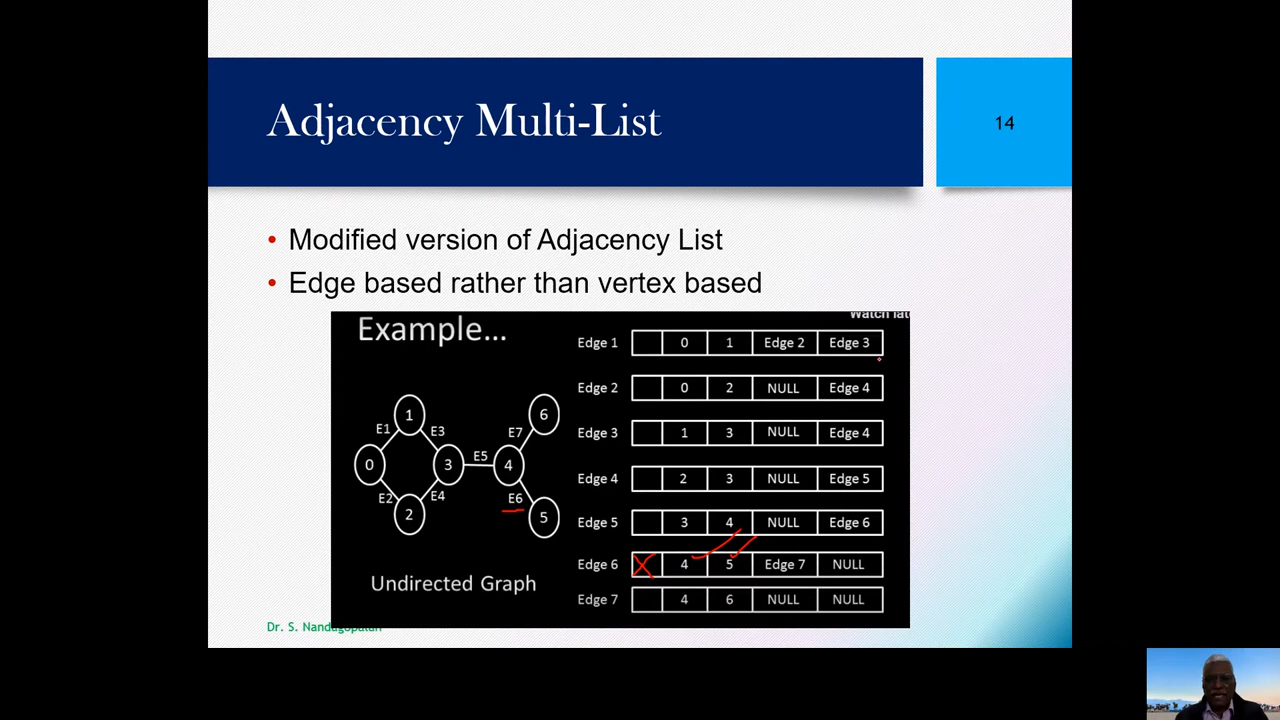 Adjacency Multi-List
14
• Modified version of Adjacency List
• Edge based rather than vertex based
Example...
Watch lat
Edge 1 0 1 Edge 2 Edge 3
Edge 2 0 2 NULL Edge 4
Edge 3 1 3 NULL Edge 4
Edge 4 2 3 NULL Edge 5
Edge 5 3 4 NULL Edge 6
Edge 6 X 4 5 Edge 7 NULL
Edge 7 4 6 NULL NULL
1 6
E1 E3 E7
0 3 E5 4
E2 E4 E6
2 5
Undirected Graph
Dr. S. Nandagopalan